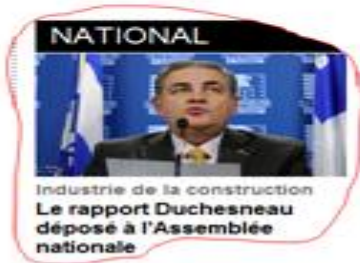 NATIONAL
Industrie de la construction
Le rapport Duchesneau
déposé à l'Assemblée
nationale